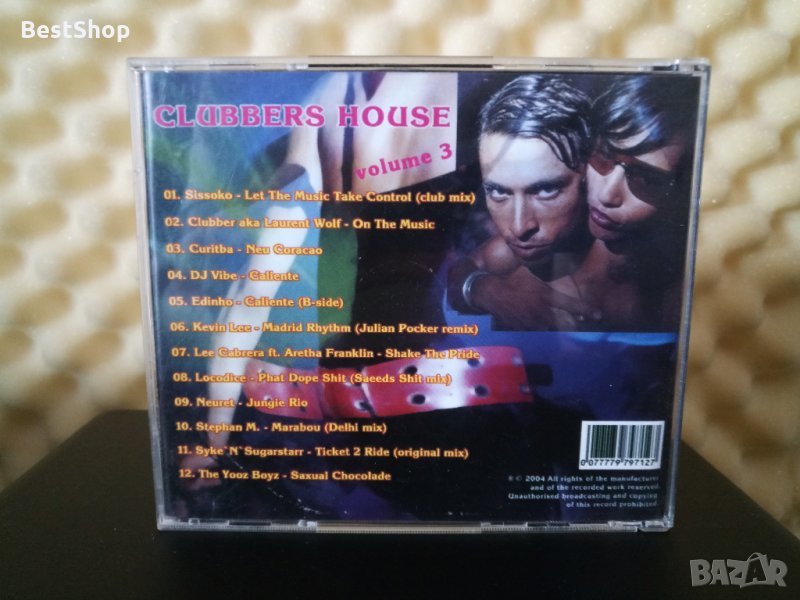 BestShop
CLUBBERS HOUSE
volume 3
01. Sissoko - Let The Music Take Control (club mix)
02. Clubber aka Laurent Wolf - On The Music
03. Curitba - Neu Coracao
04. DJ Vibe - Caliente
05. Edinho - Caliente (B-side)
06. Kevin Lee - Madrid Rhythm (Julian Pocker remix)
07. Lee Cabrera ft. Aretha Franklin - Shake The Pride
08. Locodice - Phat Dope Shit (Saeeds Shit mix)
09. Neuret - Jungie Rio
10. Stephan M. - Marabou (Delhi mix)
11. Syke`N`Sugarstarr - Ticket 2 Ride (original mix)
12. The Yooz Boyz - Saxual Chocolade
0 077779 797127
® © 2004 All rights of the manufacturer
and of the recorded work reserved.
Unauthorised broadcasting and copying
of this record prohibited.
BAZAR